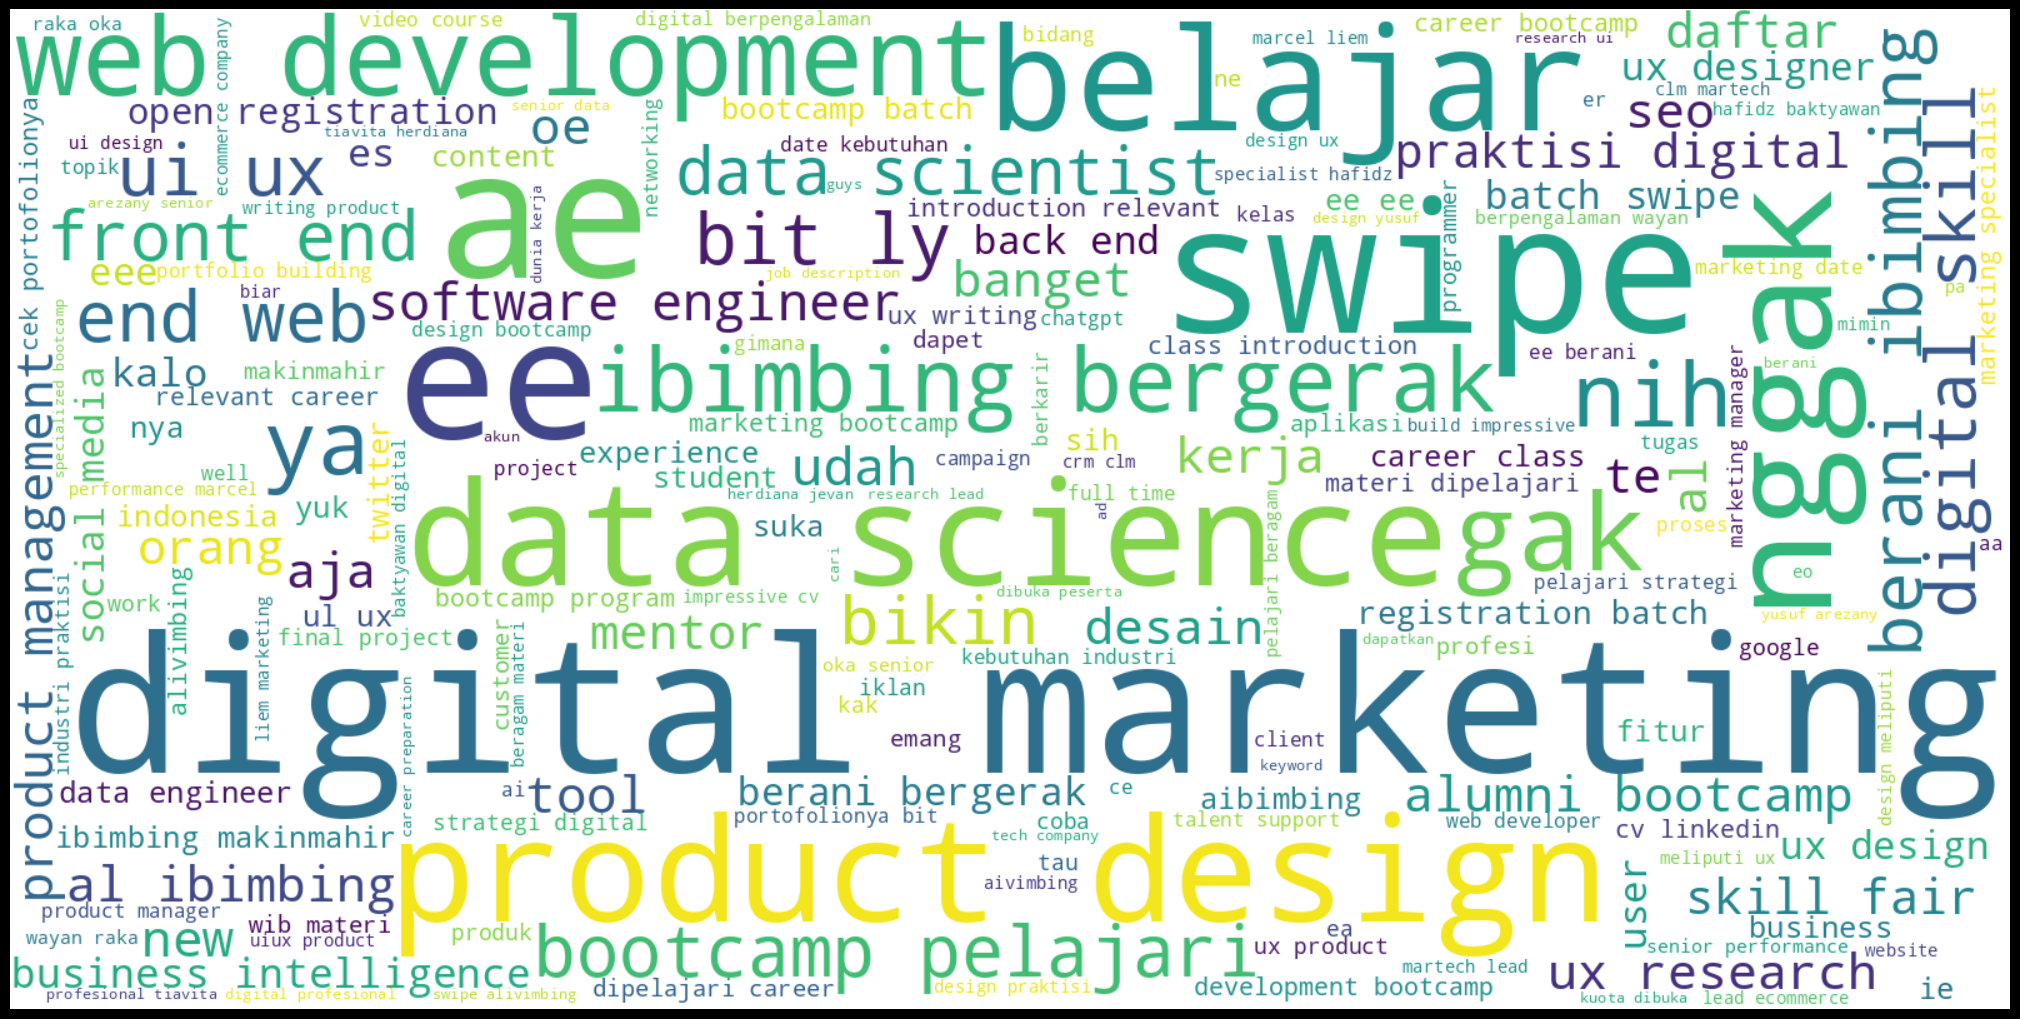 raka oka
video course
digital berpengalaman
web development
belajar
bidang
marcel liem
career bootcamp
research ui
daftar
ecommerce company
ux designer
open registration
senior data
bootcamp batch
ne
er
clm martech
seo
hafidz baktyawan
tiavita herdiana
oe
networking
ui design
es
content
date kebutuhan
design ux
praktisi digital
topik
ui ux
ae
data scientist
guys
specialist hafidz
batch swipe
arezany senior
writing product
dunia kerja
introduction relevant
kelas
ee ee
design yusuf
programmer
berpengalaman wayan
front end
bit ly
back end
swipe
nggak
berani ibimbing
digital skill
marketing specialist
cek portofolionya
eee
portfolio building
job description
banget
marketing date
pa
biar
end web
software engineer
ux writing
chatgpt
mimin
design bootcamp
gimana
dapet
class introduction
ee berani
berani
specialized bootcamp
product management
kalo
makinmahir
ee
ibimbing bergerak
nih
marketing manager
social media
relevant career
marketing bootcamp
berkarir
aplikasi
build impressive
nya
ya
twitter
akun
experience
sih
tugas
well
baktyawan digital
project
student
udah
campaign
crm clm
kerja
career class
te
al
performance marcel
herdiana jevan
research lead
full time
materi dipelajari
indonesia
yuk
data science
gak
suka
ad
proses
orang
aja
cari
pelajari beragam
aa
work
alivimbing
ul ux
bootcamp program
impressive cv
dibuka peserta
pelajari strategi
eo
industri praktisi
liem marketing
final project
customer
beragam materi
mentor
bikin
desain
registration batch
yusuf arezany
dapatkan
profesi
google
digital marketing
oka senior
kebutuhan industri
kak
iklan
career preparation
emang
client
keyword
fitur
design meliputi
data engineer
ai
tool
berani bergerak
ce
aibimbing
alumni bootcamp
ibimbing makinmahir
strategi digital
portofolionya bit
coba
tech company
talent support
web developer
cv linkedin
product design
tau
aivimbing
meliputi ux
ux design
al ibimbing
user
skill fair
product manager
wib materi
wayan raka
uiux product
new
produk
bootcamp pelajari
ea
ux product
business
senior performance
website
business intelligence
martech lead
ux research
profesional tiavita
digital profesional
swipe alivimbing
dipelajari career
design praktisi
development bootcamp
kuota dibuka
lead ecommerce
ie